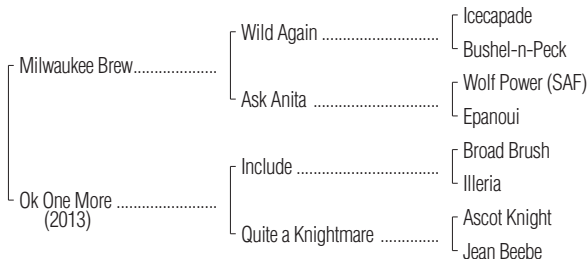 Icecapade
Wild Again
Bushel-n-Peck
Milwaukee Brew
Wolf Power (SAF)
Ask Anita
Epanoui
Broad Brush
Include
Illeria
Ok One More
(2013)
Ascot Knight
Quite a Knightmare
Jean Beebe